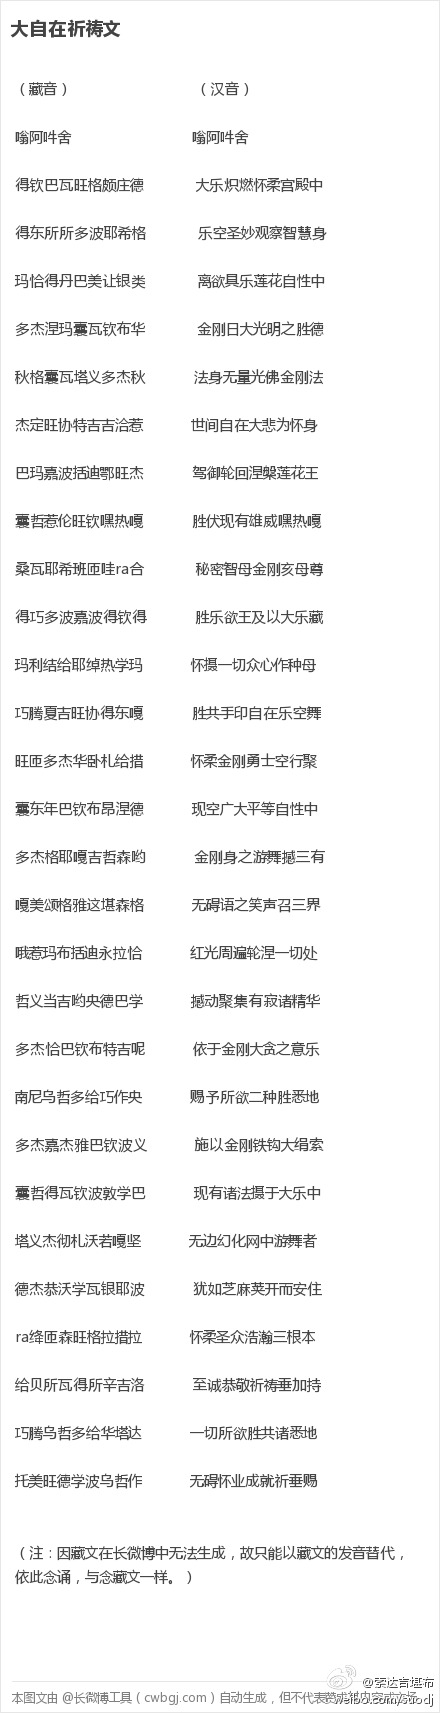 大自在祈祷文
（藏音） （汉音）
嗡阿吽舍 嗡阿吽舍
得钦巴瓦旺格颇庄德 大乐炽燃怀柔宫殿中
得东所所多波耶希格 乐空圣妙观察智慧身
玛恰得丹巴美让银类 离欲具乐莲花自性中
多杰涅玛囊瓦钦布华 金刚日大光明之胜德
秋格囊瓦塔义多杰秋 法身无量光佛金刚法
杰定旺协特吉吉洽惹 世间自在大悲为怀身
巴玛嘉波括迪鄂旺杰 驾御轮回涅槃莲花王
囊哲惹伦旺钦嘿热嘎 胜伏现有雄威嘿热嘎
桑瓦耶希班匝哇ra合 秘密智母金刚亥母尊
得巧多波嘉波得钦得 胜乐欲王及以大乐藏
玛利结给耶绰热学玛 怀摄一切众心作种母
巧腾夏吉旺协得东嘎 胜共手印自在乐空舞
旺匝多杰华卧札给措 怀柔金刚勇士空行聚
囊东年巴钦布昂涅德 现空广大平等自性中
多杰格耶嘎吉哲森哟 金刚身之游舞撼三有
嘎美颂格雅这堪森格 无碍语之笑声召三界
哦惹玛布括迪永拉恰 红光周遍轮涅一切处
哲义当吉哟央德巴学 撼动聚集有寂诸精华
多杰恰巴钦布特吉呢 依于金刚大贪之意乐
南尼乌哲多给巧作央 赐予所欲二种胜悉地
多杰嘉杰雅巴钦波义 施以金刚铁钩大绢索
囊哲得瓦钦波敦学巴 现有诸法摄于大乐中
塔义杰彻札沃若嘎坚 无边幻化网中游舞者
德杰恭沃学瓦银耶波 犹如芝麻荚开而安住
ra绛匝森旺格拉措拉 怀柔圣众浩瀚三根本
给贝所瓦得所辛吉洛 至诚恭敬祈祷垂加持
巧腾乌哲多给华塔达 一切所欲胜共诸悉地
托美旺德学波乌哲作 无碍怀业成就祈垂赐
（注：因藏文在长微博中无法生成，故只能以藏文的发音替代，
依此念诵，与念藏文一样。）
@索达吉堪布
weibo.com/suodj
本图文由 @长微博工具（cwbgj.com）自动生成，但不代表